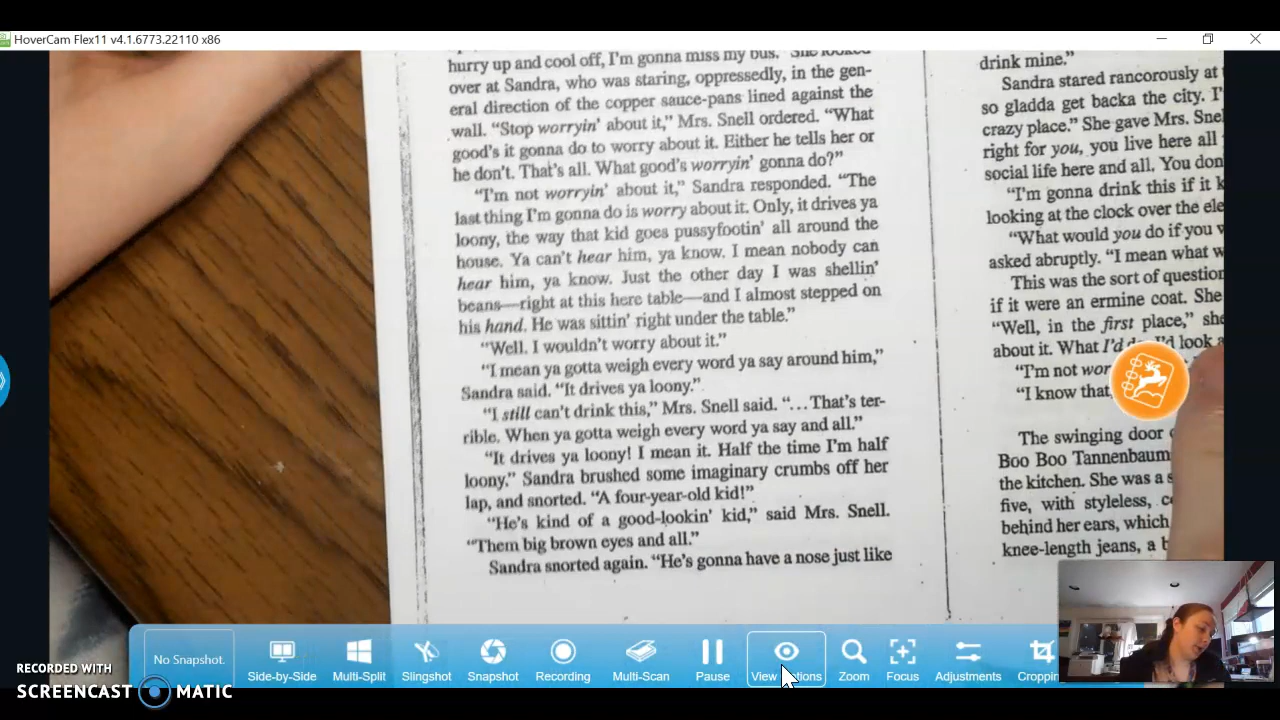 HoverCam Flex11 v4.1.6773.22110 x86
hurry up and cool off, I'm gonna miss my bus. She looked
over at Sandra, who was staring, oppressedly, in the gen-
eral direction of the copper sauce-pans lined against the
wall. "Stop worryin' about it," Mrs. Snell ordered. "What
good's it gonna do to worry about it. Either he tells her or
he don't. That's all. What good's worryin' gonna do?"
"I'm not worryin' about it," Sandra responded. "The
last thing I'm gonna do is worry about it. Only, it drives ya
loony, the way that kid goes pussyfootin' all around the
house. Ya can't hear him, ya know. I mean nobody can
hear him, ya know. Just the other day I was shellin'
beans—right at this here table—and I almost stepped on
his hand. He was sittin' right under the table."
"Well. I wouldn't worry about it."
"I mean ya gotta weigh every word ya say around him,"
Sandra said. "It drives ya loony."
"I still can't drink this," Mrs. Snell said. "…That's ter-
rible. When ya gotta weigh every word ya say and all."
"It drives ya loony! I mean it. Half the time I'm half
loony." Sandra brushed some imaginary crumbs off her
lap, and snorted. "A four-year-old kid!"
"He's kind of a good-lookin' kid," said Mrs. Snell.
"Them big brown eyes and all."
Sandra snorted again. "He's gonna have a nose just like
drink mine."
Sandra stared rancorously at
so gladda get backa the city. I'
crazy place." She gave Mrs. Sne
right for you, you live here all
social life here and all. You don
"I'm gonna drink this if it k
looking at the clock over the ele
"What would you do if you
asked abruptly. "I mean what
This was the sort of question
if it were an ermine coat. She
"Well, in the first place," she
about it. What I'd I'd look
"I'm not wor
"I know that,
The swinging door
Boo Boo Tannenbaum
the kitchen. She was a s
five, with styleless, c
behind her ears, which
knee-length jeans, a b
No Snapshot.
Side-by-Side Multi-Split Slingshot Snapshot Recording Multi-Scan Pause View Zoom Focus Adjustments Croppin
RECORDED WITH
SCREENCAST MATIC